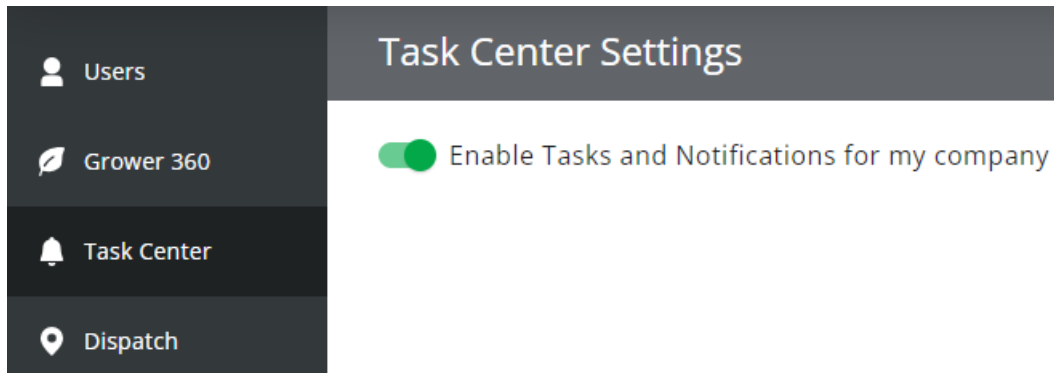 Users
Grower 360
Task Center
Dispatch
Task Center Settings
Enable Tasks and Notifications for my company